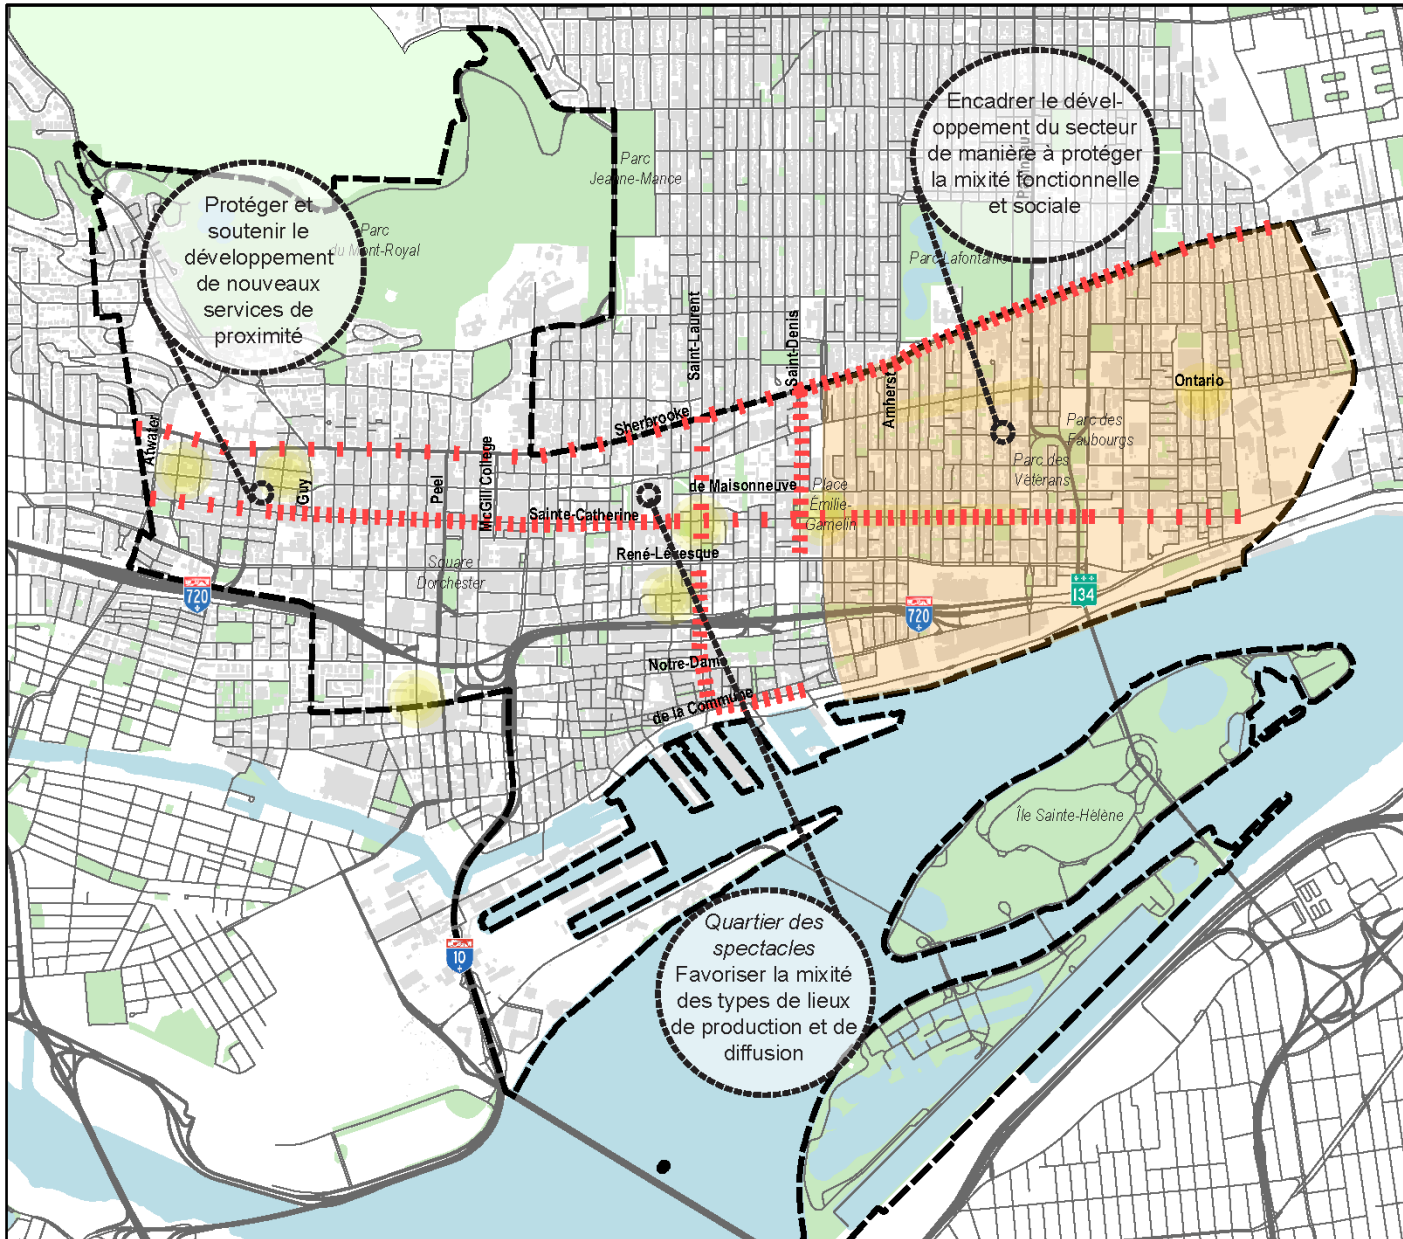 Encadrer le dével-
oppement du secteur
de manière à protéger
la mixité fonctionnelle
et sociale
Parc
Jeanne-Mance
Protéger et
soutenir le
développement
de nouveaux
services de
proximité
Parc
du Mont-Royal
Parc Lafontaine
Saint-Laurent
Saint-Denis
Amherst
Ontario
Sherbrooke
Parc des
Faubourgs
Parc des
Vétérans
Atwater
Guy
Peel
McGill College
de Maisonneuve
Place
Émilie-
Gamelin
Sainte-Catherine
René-Lévesque
Square
Dorchester
720
720
134
Notre-Dame
de la Commune
Île Sainte-Hélène
10
Quartier des
spectacles
Favoriser la mixité
des types de lieux
de production et de
diffusion